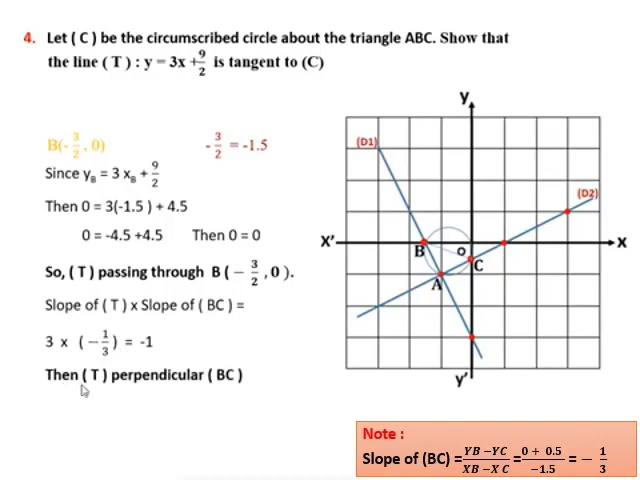 4. Let ( C ) be the circumscribed circle about the triangle ABC. Show that
the line ( T ) : y = 3x + 9/2 is tangent to (C)
B(- 3/2 , 0) - 3/2 = -1.5
Since yB = 3 xB + 9/2
Then 0 = 3(-1.5 ) + 4.5
0 = -4.5 +4.5 Then 0 = 0
So, ( T ) passing through B ( − 3/2 , 0 ).
Slope of ( T ) x Slope of ( BC ) =
3 x ( − 1/3 ) = -1
Then ( T ) perpendicular ( BC )
y
(D1)
(D2)
X'
B
O
x
C
A
y'
Note :
Slope of (BC) = YB −YC / XB −X C = 0 + 0.5 / −1.5 = − 1/3